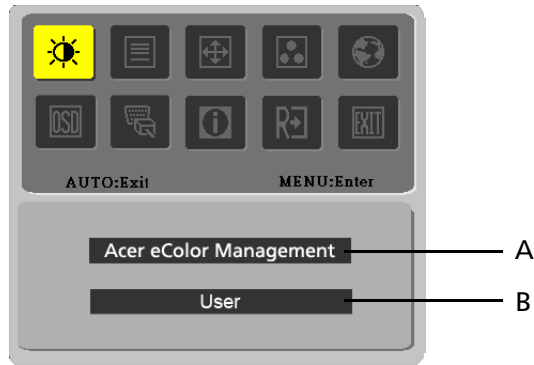 OSD i R EXIT
AUTO:Exit MENU:Enter
Acer eColor Management A
User B